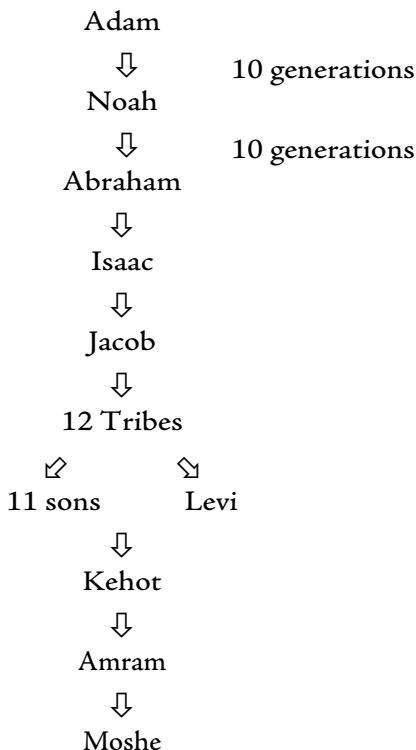 Adam
⇩
10 generations
Noah
⇩
10 generations
Abraham
⇩
Isaac
⇩
Jacob
⇩
12 Tribes
⬃ ⬂
11 sons Levi
⇩
Kehot
⇩
Amram
⇩
Moshe